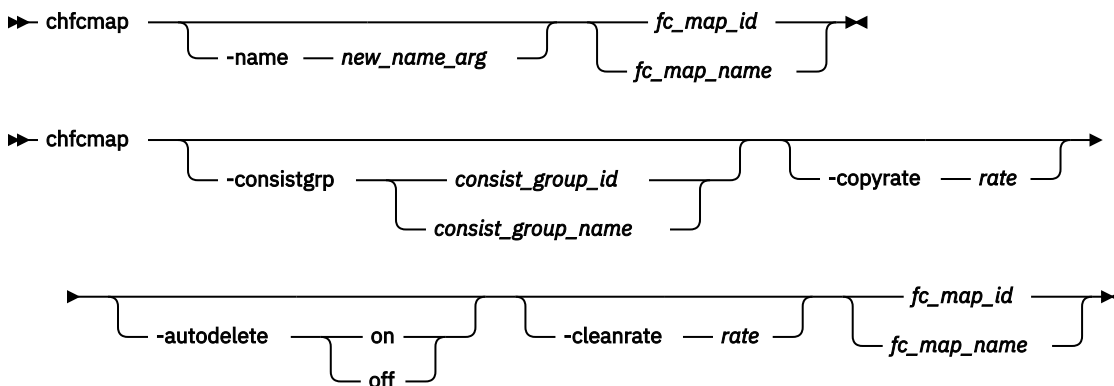 chfcmap fc_map_id
-name new_name_arg fc_map_name
chfcmap
-consistgrp consist_group_id -copyrate rate
consist_group_name
fc_map_id
-autodelete on -cleanrate rate fc_map_name
off